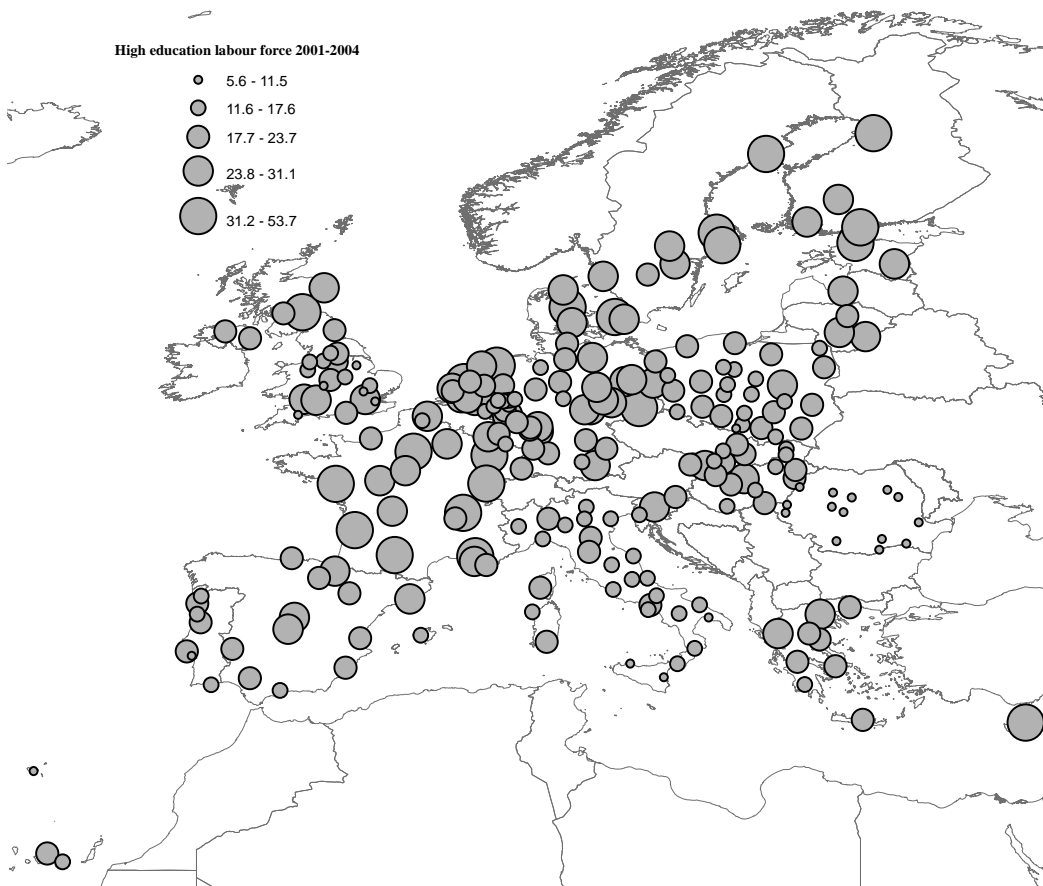 High education labour force 2001-2004
5.6 - 11.5
11.6 - 17.6
17.7 - 23.7
23.8 - 31.1
31.2 - 53.7